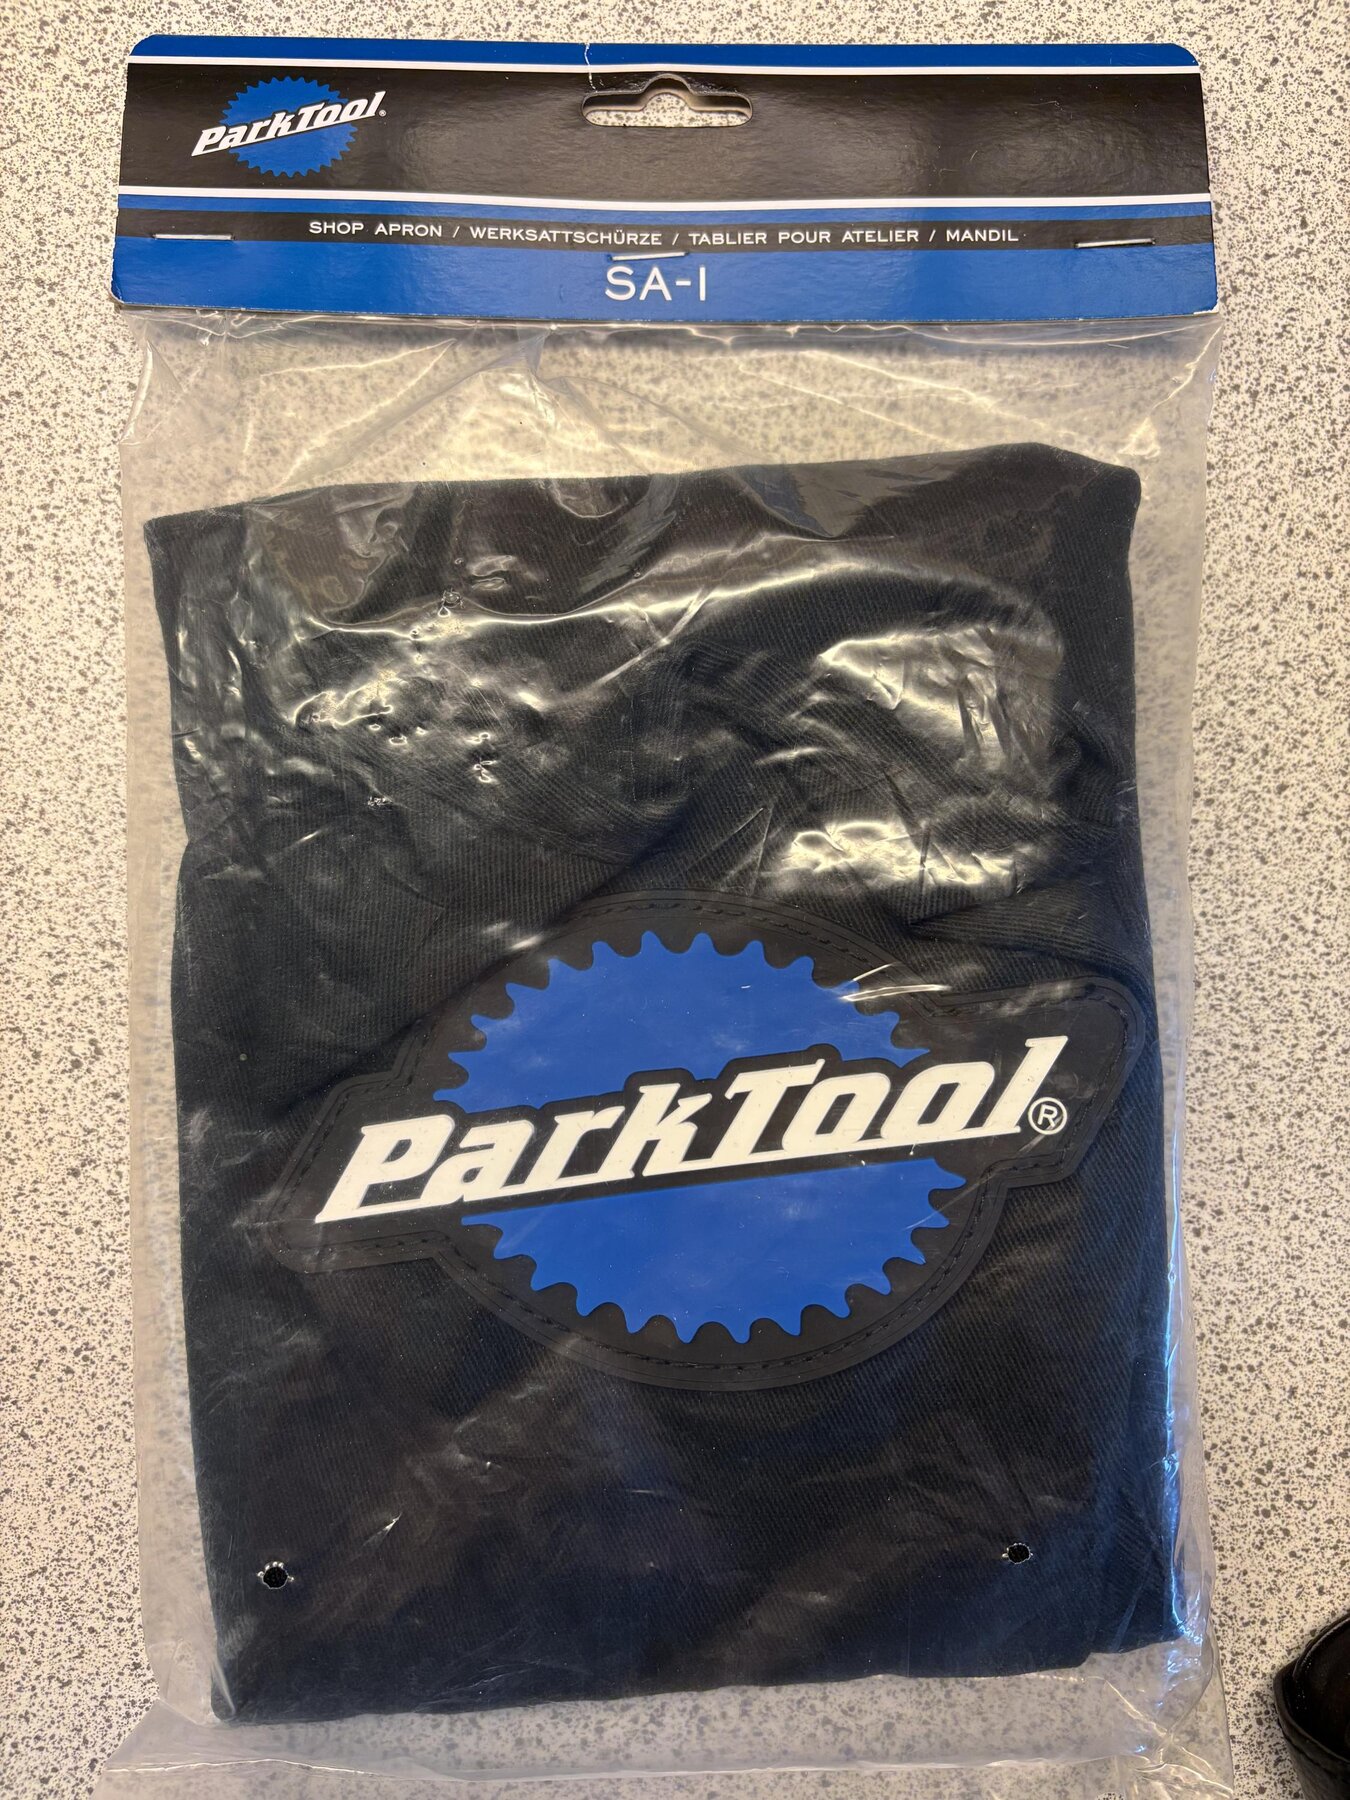 ParkTool®
SHOP APRON / WERKSATTSCHÜRZE / TABLIER POUR ATELIER / MANDIL
SA-1
ParkTool®